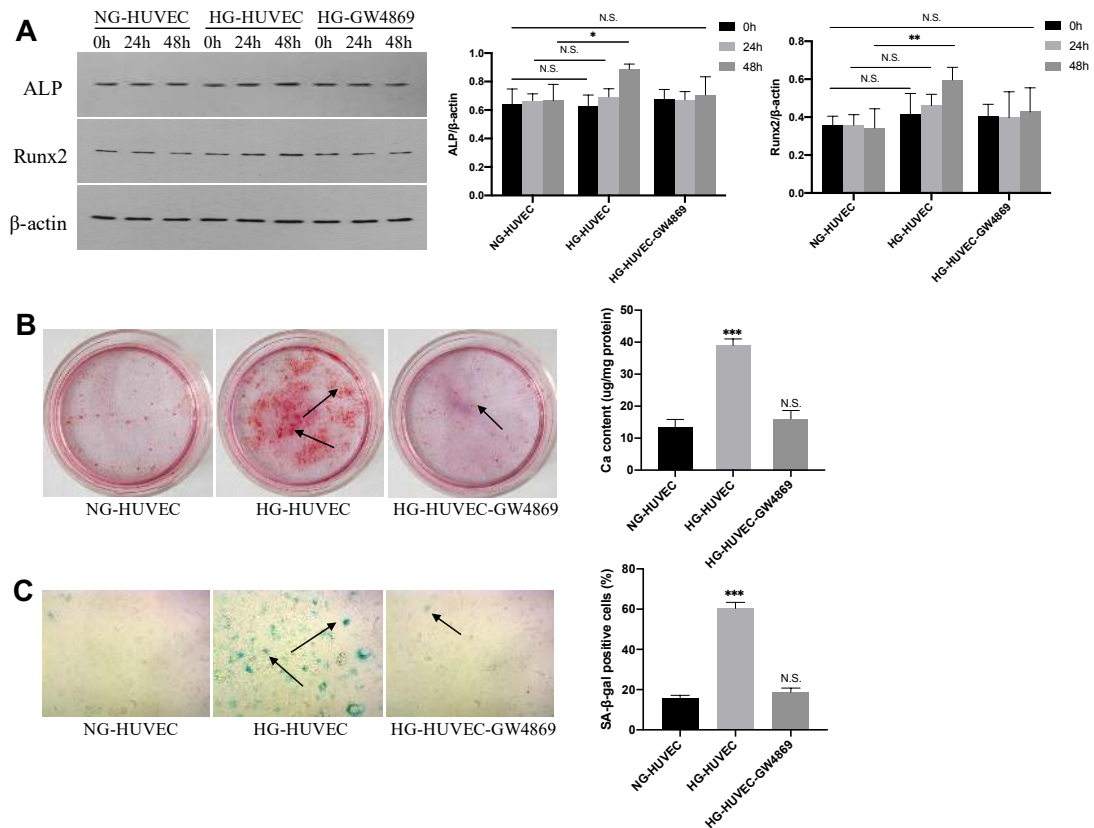 A
NG-HUVEC HG-HUVEC HG-GW4869
0h 24h 48h 0h 24h 48h 0h 24h 48h
ALP
Runx2
β-actin
N.S.
*
N.S.
N.S.
0h
24h
48h
ALP/β-actin
1.0
0.8
0.6
0.4
0.2
0.0
NG-HUVEC
HG-HUVEC
HG-HUVEC-GW4869
N.S.
**
N.S.
N.S.
0h
24h
48h
Runx2/β-actin
0.8
0.6
0.4
0.2
0.0
NG-HUVEC
HG-HUVEC
HG-HUVEC-GW4869
B
NG-HUVEC HG-HUVEC HG-HUVEC-GW4869
Ca content (ug/mg protein)
50
40
30
20
10
0
***
N.S.
NG-HUVEC
HG-HUVEC
HG-HUVEC-GW4869
C
NG-HUVEC HG-HUVEC HG-HUVEC-GW4869
SA-β-gal positive cells (%)
80
60
40
20
0
***
N.S.
NG-HUVEC
HG-HUVEC
HG-HUVEC-GW4869